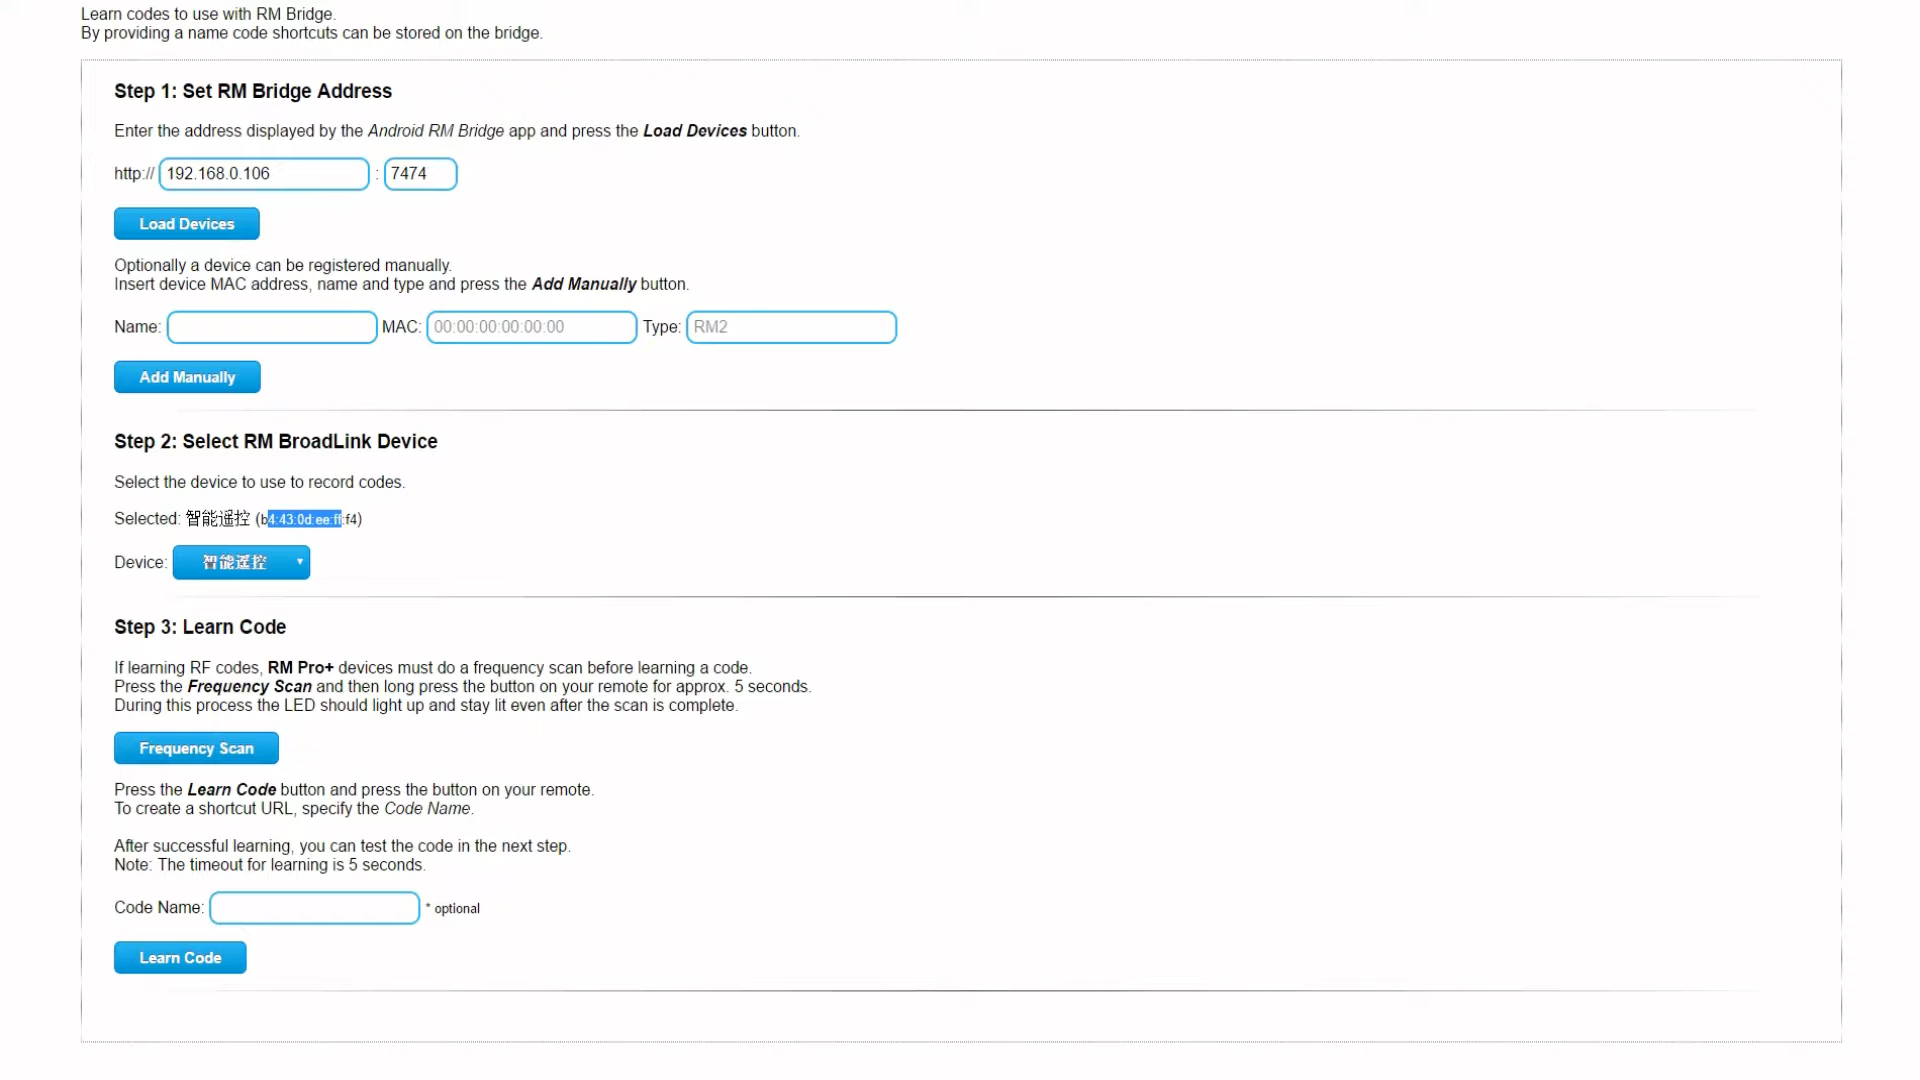 Learn codes to use with RM Bridge.
By providing a name code shortcuts can be stored on the bridge.
Step 1: Set RM Bridge Address
Enter the address displayed by the Android RM Bridge app and press the Load Devices button.
http:// 192.168.0.106 : 7474
Load Devices
Optionally a device can be registered manually.
Insert device MAC address, name and type and press the Add Manually button.
Name: MAC: 00:00:00:00:00:00 Type: RM2
Add Manually
Step 2: Select RM BroadLink Device
Select the device to use to record codes.
Selected: 智能遥控 (b4:43:0d:ee:ff:f4)
Device: 智能遥控
Step 3: Learn Code
If learning RF codes, RM Pro+ devices must do a frequency scan before learning a code.
Press the Frequency Scan and then long press the button on your remote for approx. 5 seconds.
During this process the LED should light up and stay lit even after the scan is complete.
Frequency Scan
Press the Learn Code button and press the button on your remote.
To create a shortcut URL, specify the Code Name.
After successful learning, you can test the code in the next step.
Note: The timeout for learning is 5 seconds.
Code Name: * optional
Learn Code